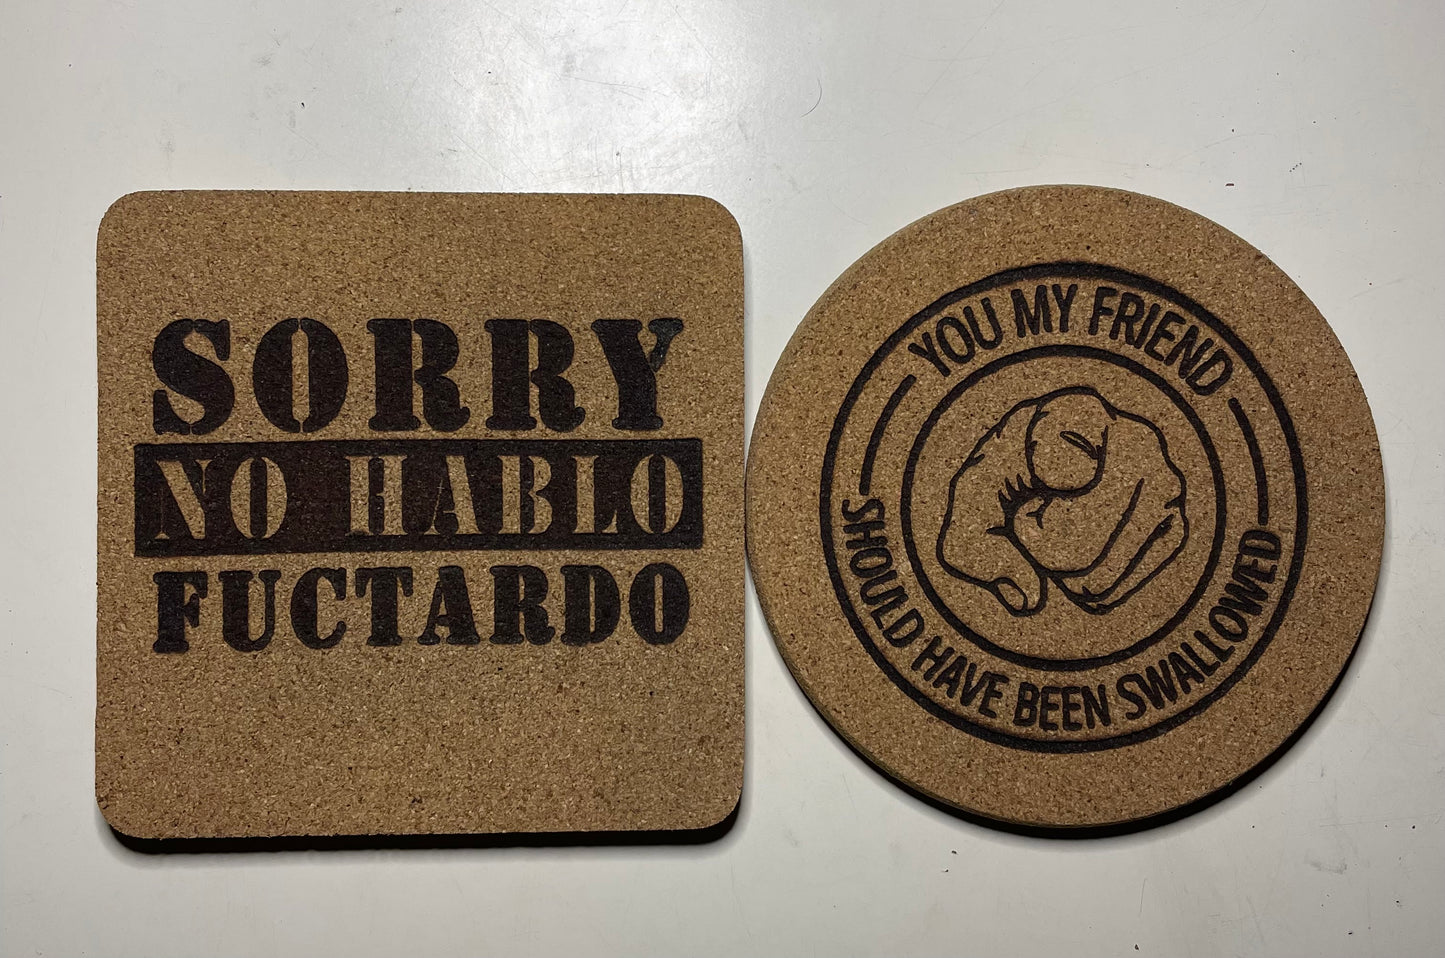 SORRY
NO HABLO
FUCTARDO
YOU MY FRIEND
SHOULD HAVE BEEN SWALLOWED